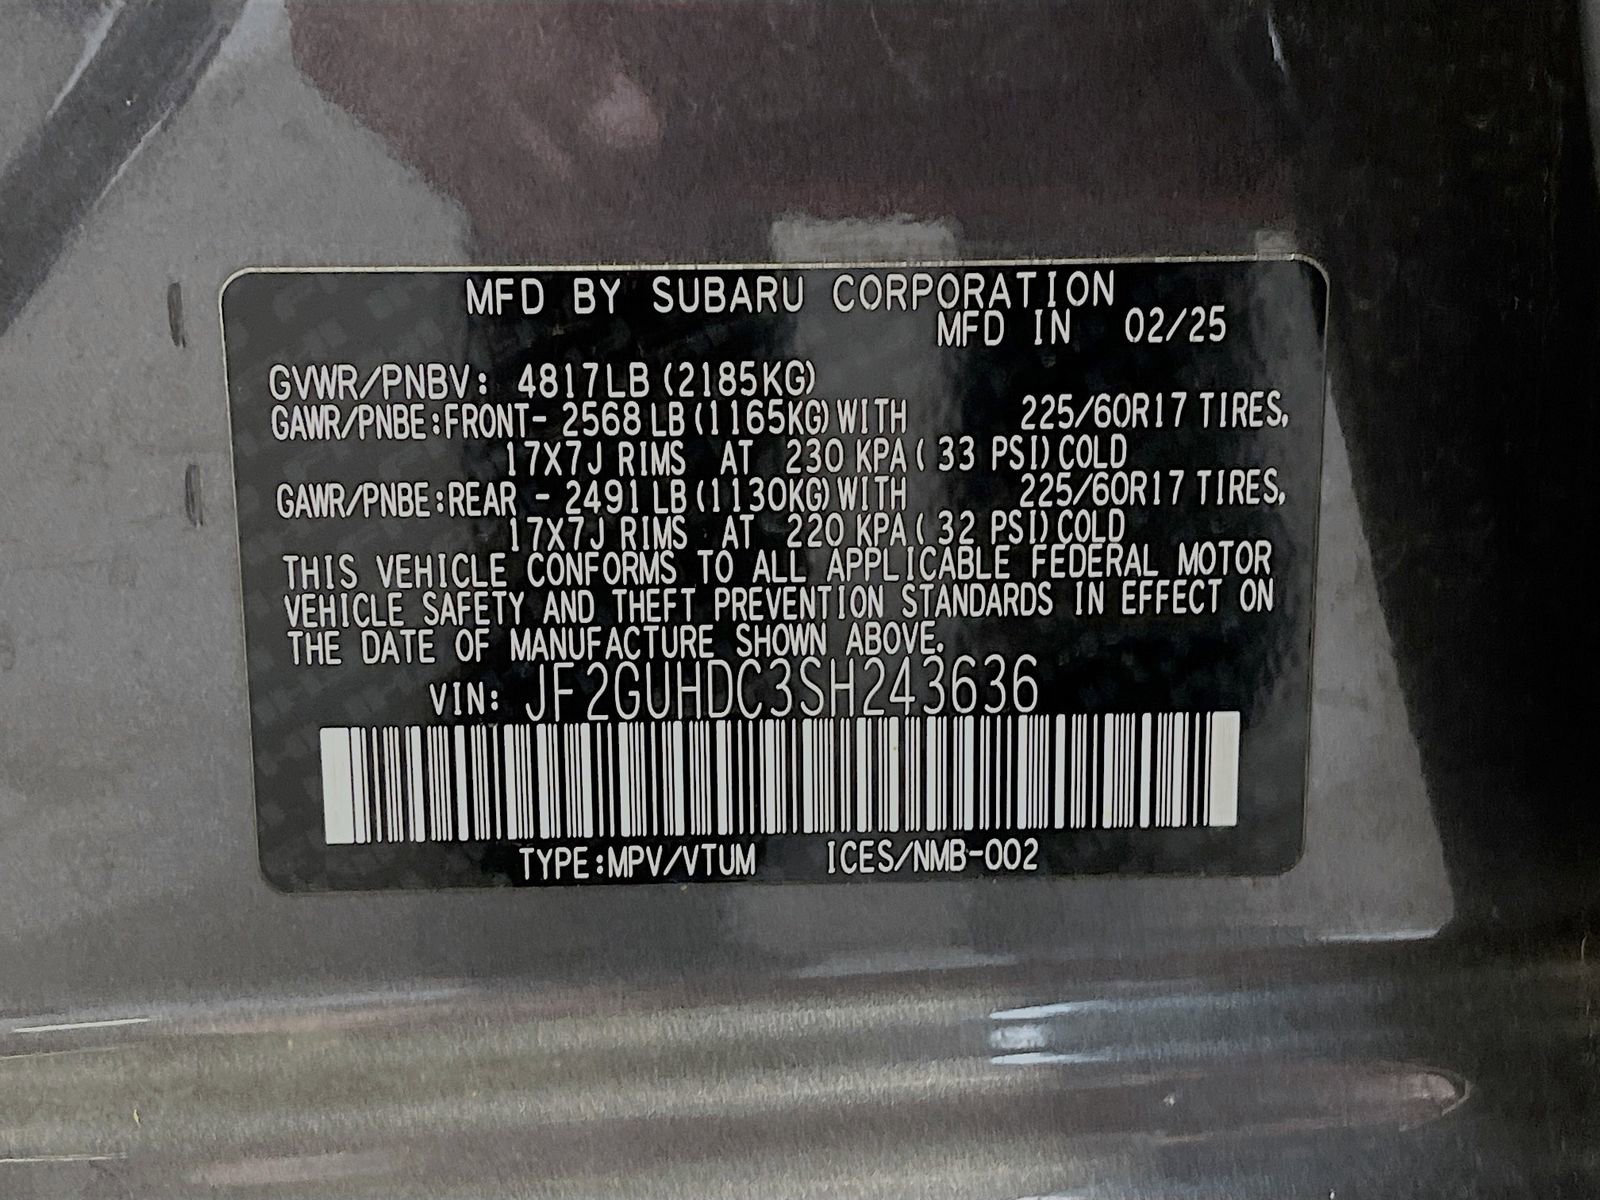 MFD BY SUBARU CORPORATION
MFD IN 02/25
GVWR/PNBV: 4817LB (2185KG)
GAWR/PNBE:FRONT- 2568 LB (1165KG) WITH 225/60R17 TIRES,
17X7J RIMS AT 230 KPA ( 33 PSI) COLD
GAWR/PNBE:REAR - 2491 LB (1130KG) WITH 225/60R17 TIRES,
17X7J RIMS AT 220 KPA ( 32 PSI) COLD
THIS VEHICLE CONFORMS TO ALL APPLICABLE FEDERAL MOTOR
VEHICLE SAFETY AND THEFT PREVENTION STANDARDS IN EFFECT ON
THE DATE OF MANUFACTURE SHOWN ABOVE.
VIN: JF2GUHDC3SH243636
TYPE:MPV/VTUM ICES/NMB-002